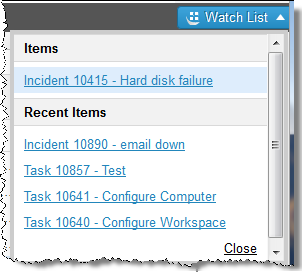 Watch List
Items
Incident 10415 - Hard disk failure
Recent Items
Incident 10890 - email down
Task 10857 - Test
Task 10641 - Configure Computer
Task 10640 - Configure Workspace
Close